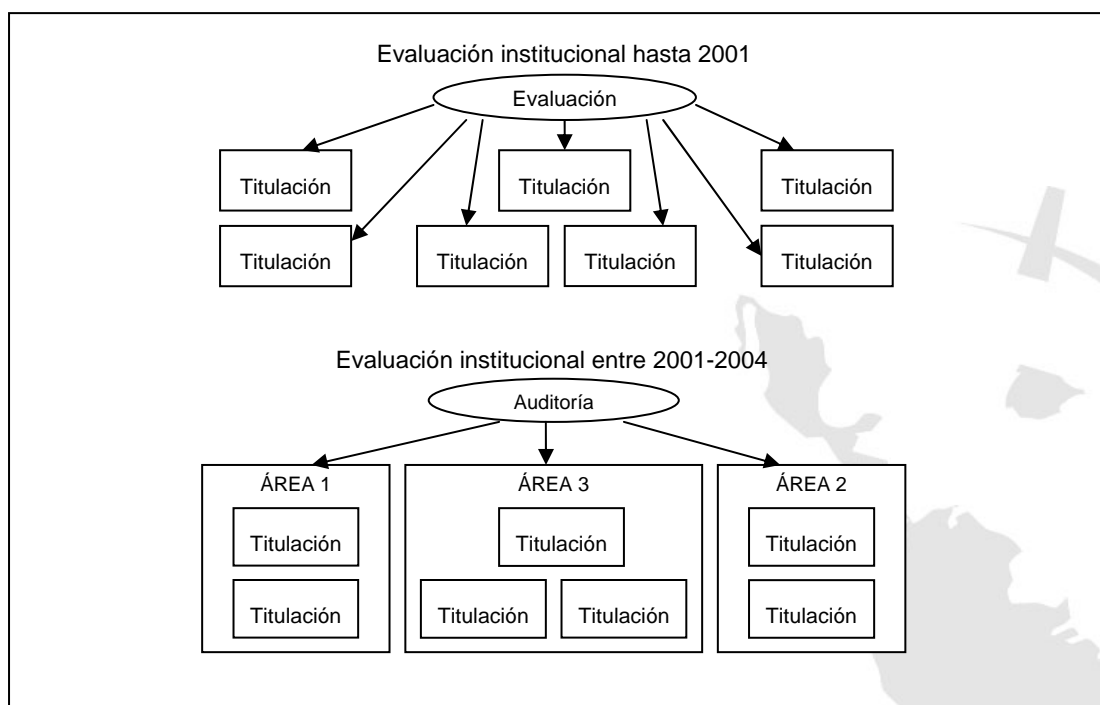 Evaluación institucional hasta 2001
Evaluación
Titulación
Titulación
Titulación
Titulación
Titulación
Titulación
Titulación
Evaluación institucional entre 2001-2004
Auditoría
ÁREA 1
Titulación
Titulación
ÁREA 3
Titulación
Titulación
Titulación
ÁREA 2
Titulación
Titulación